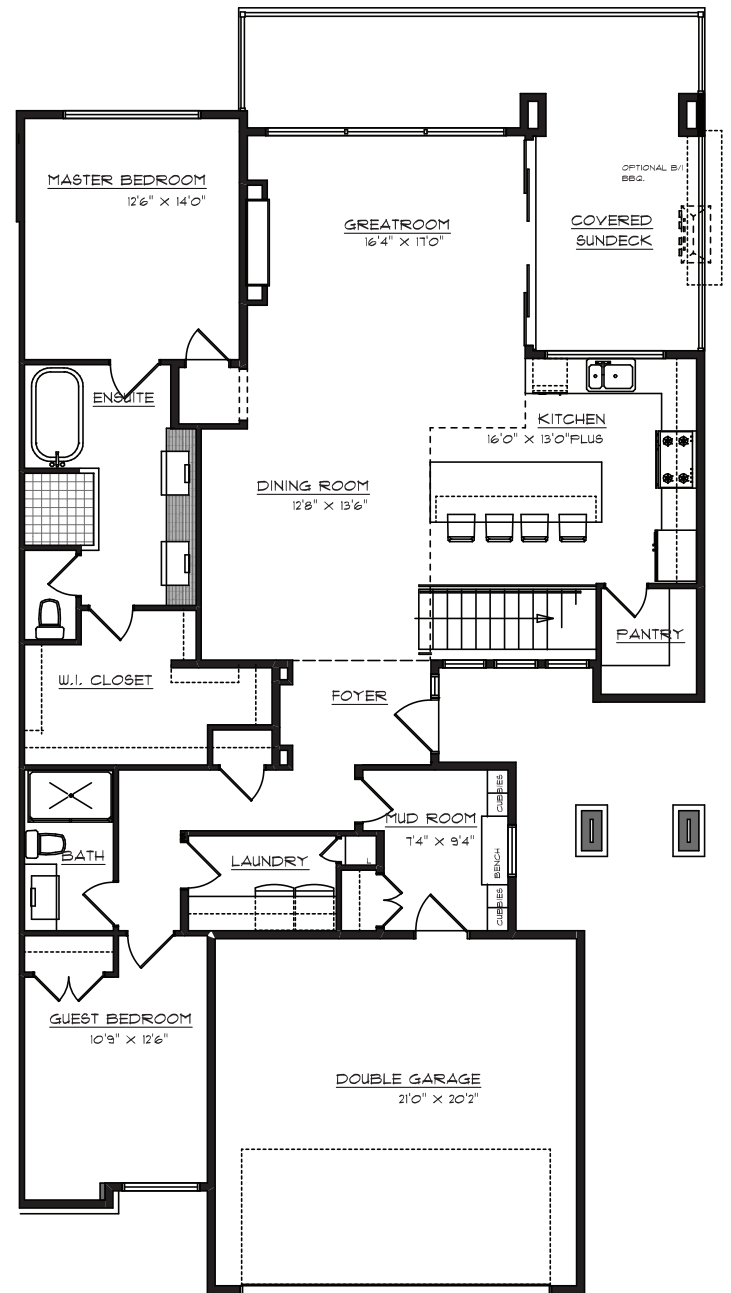 OPTIONAL B/I
BBQ.
MASTER BEDROOM
12'6" X 14'0"
GREATROOM
16'4" X 17'0"
COVERED
SUNDECK
ENSUITE
KITCHEN
16'0" X 13'0"PLUS
DINING ROOM
12'8" X 13'6"
PANTRY
W.I. CLOSET
FOYER
CUBBIES
MUD ROOM
7'4" X 9'4"
BENCH
CUBBIES
BATH
LAUNDRY
L
GUEST BEDROOM
10'9" X 12'6"
DOUBLE GARAGE
21'0" X 20'2"